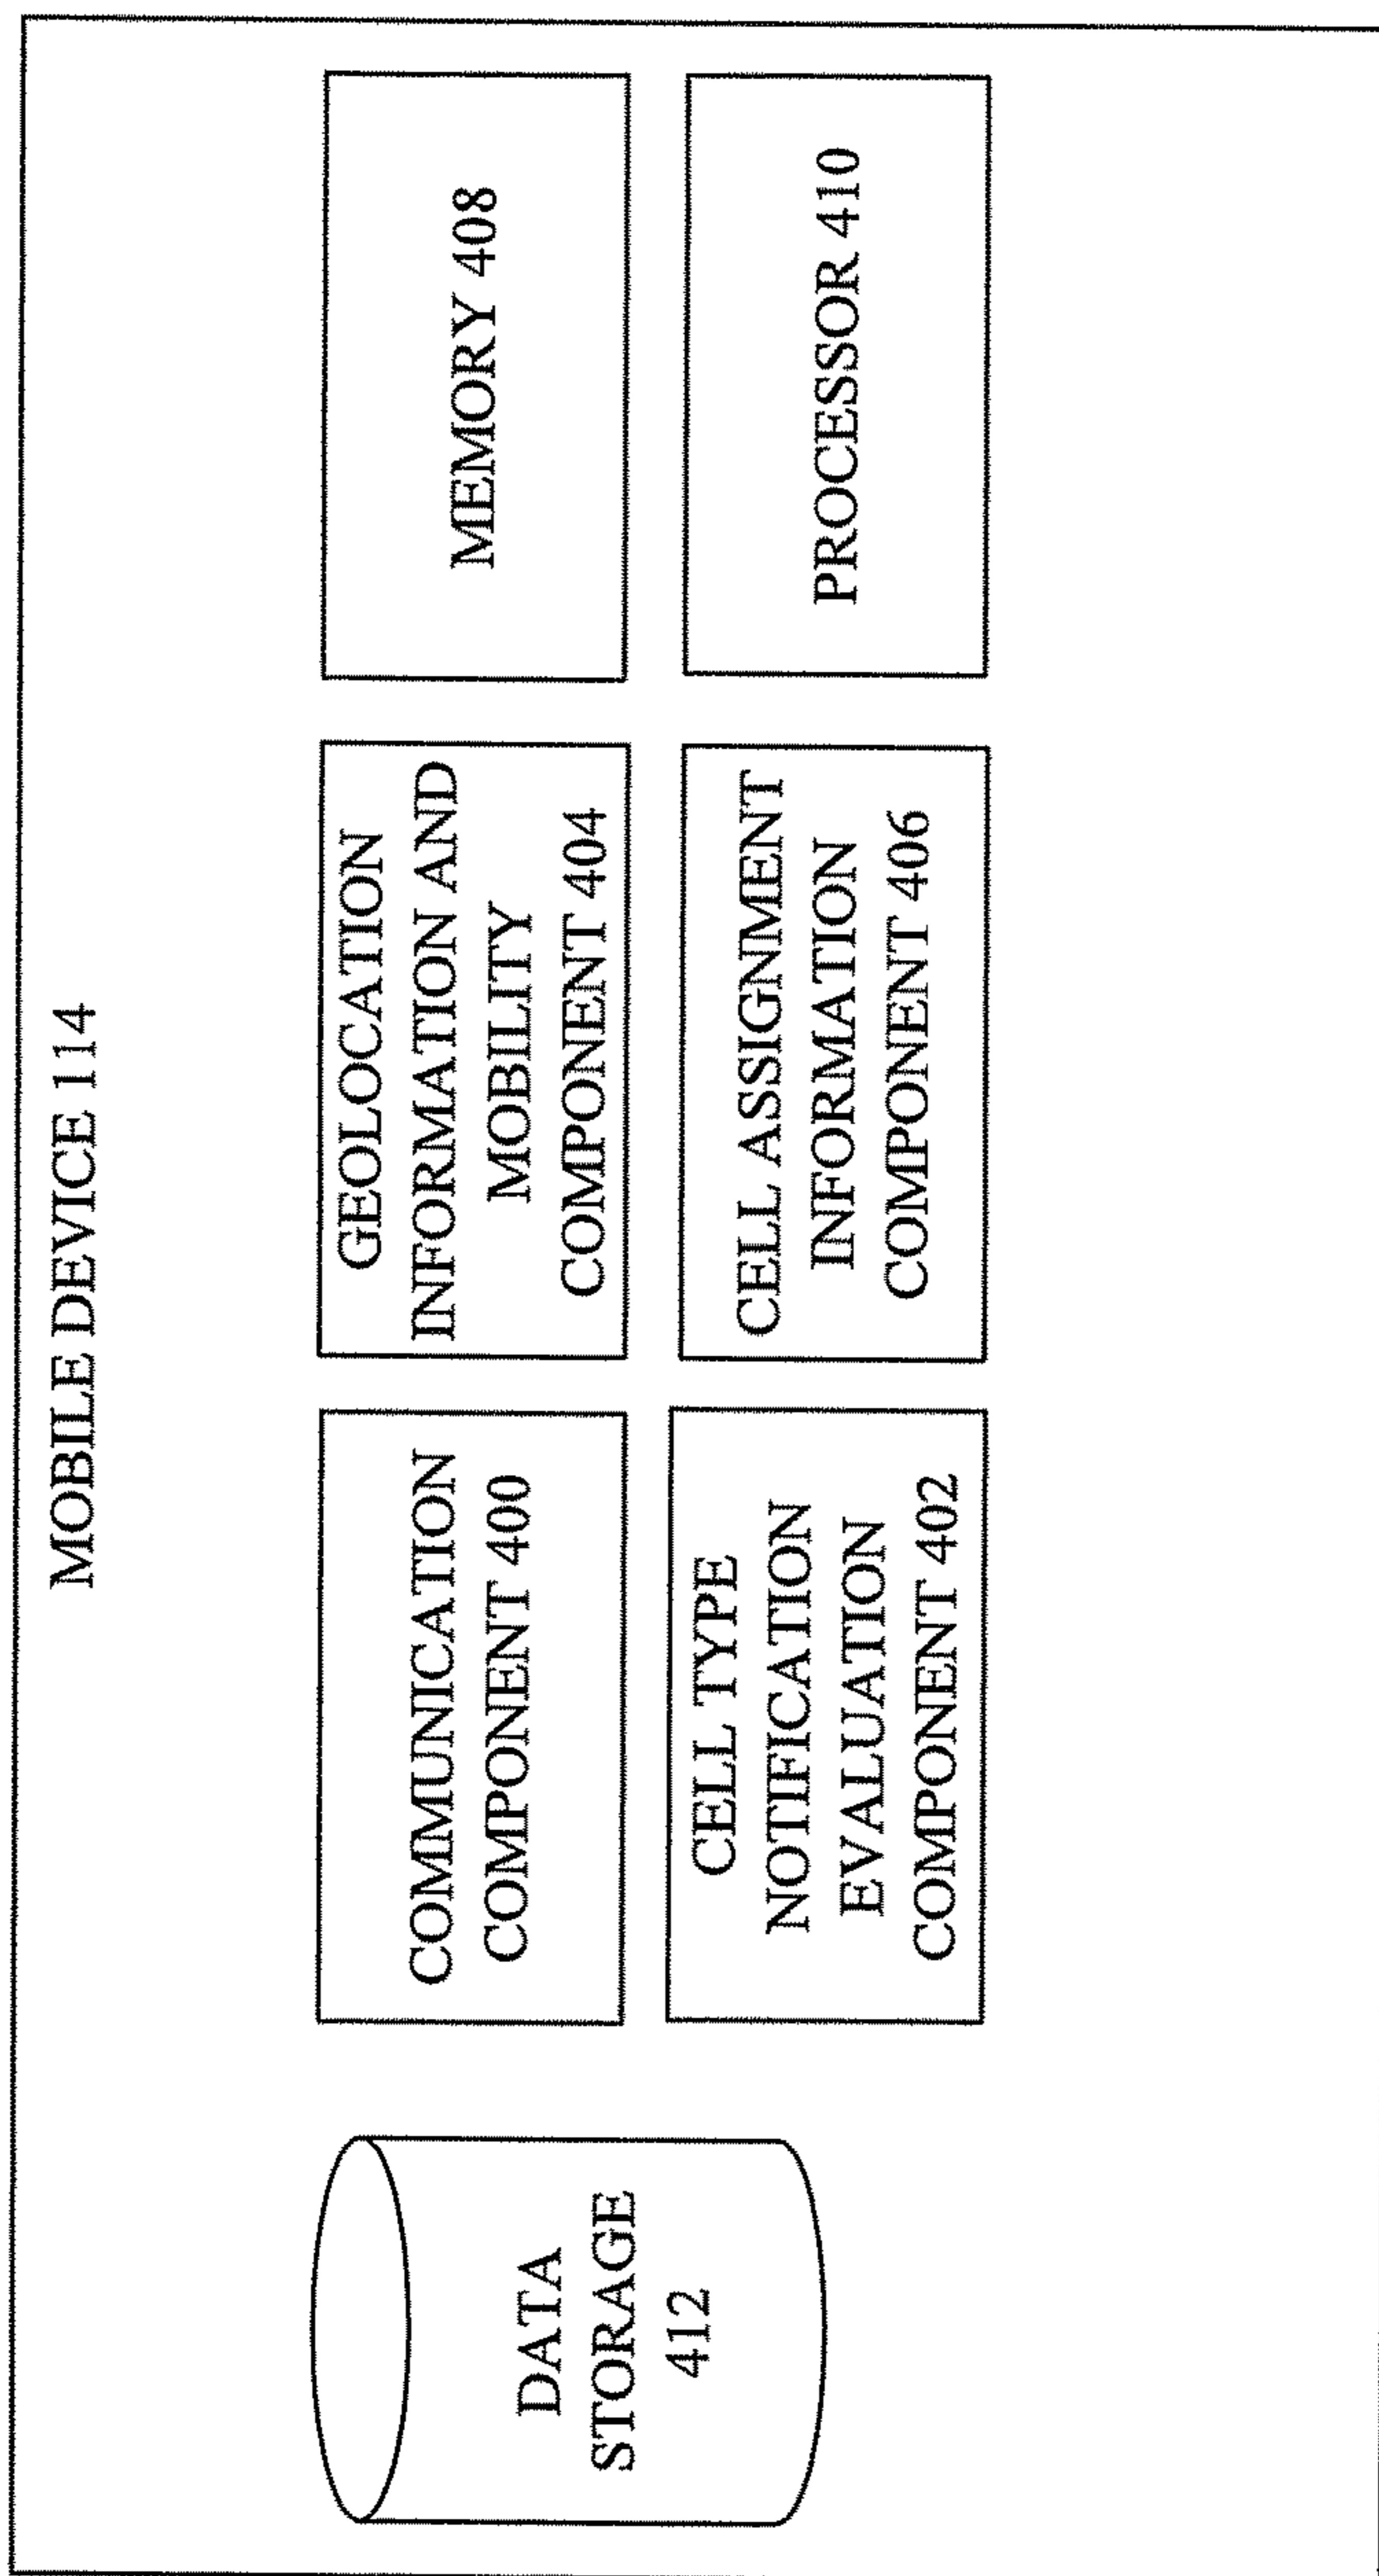 MOBILE DEVICE 114
DATA
STORAGE
412
COMMUNICATION
COMPONENT 400
GEOLOCATION
INFORMATION AND
MOBILITY
COMPONENT 404
MEMORY 408
CELL TYPE
NOTIFICATION
EVALUATION
COMPONENT 402
CELL ASSIGNMENT
INFORMATION
COMPONENT 406
PROCESSOR 410